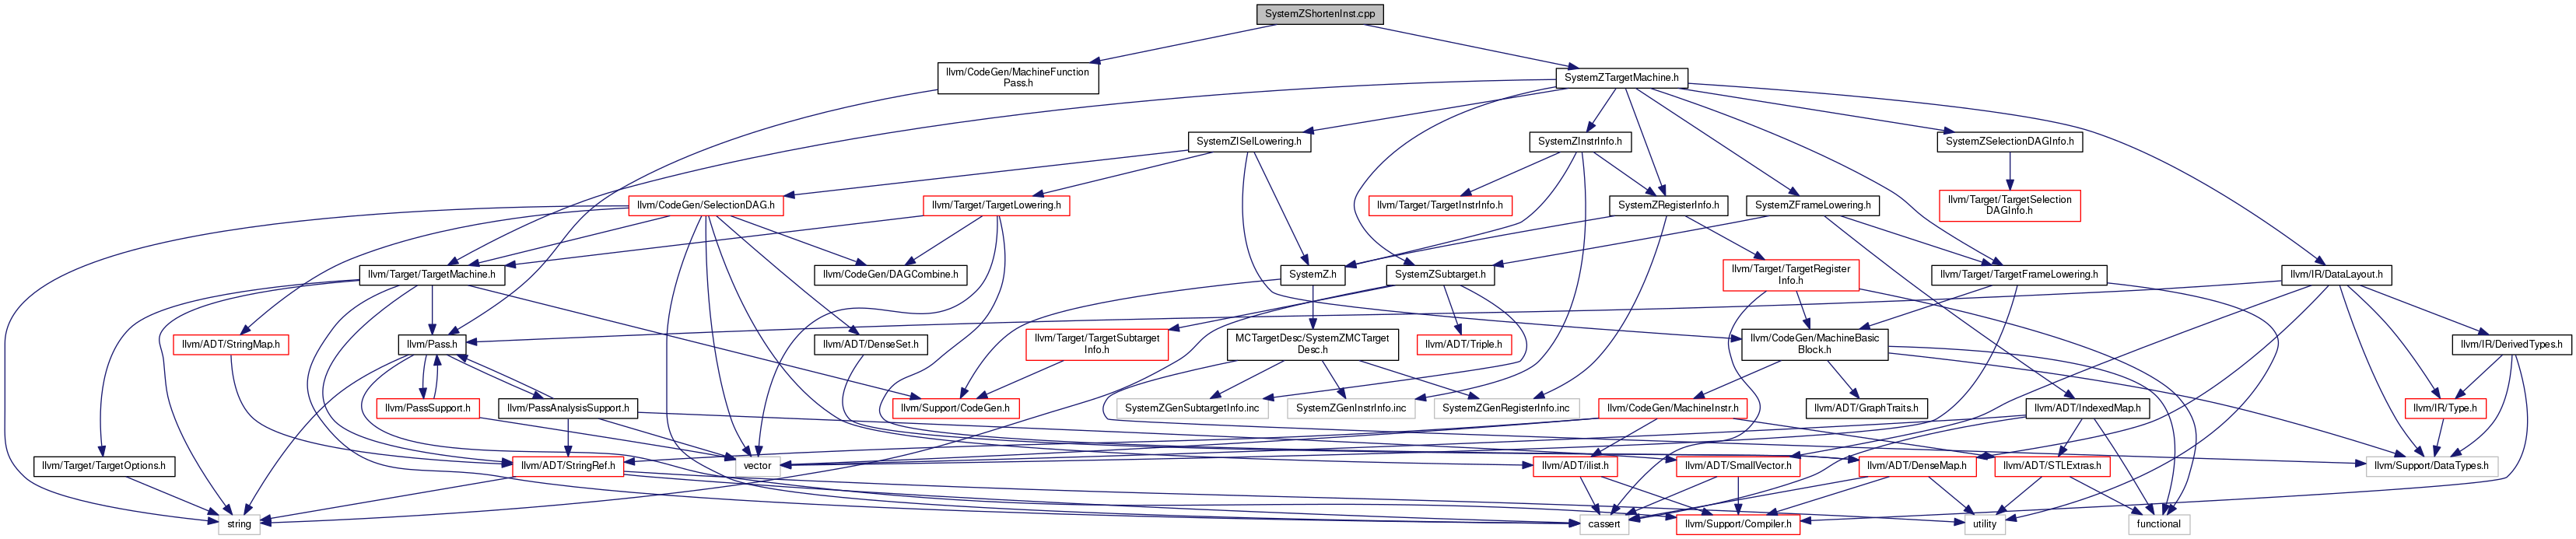 SystemZShortenInst.cpp
llvm/CodeGen/MachineFunction
Pass.h
SystemZTargetMachine.h
SystemZISelLowering.h
SystemZInstrInfo.h
SystemZSelectionDAGInfo.h
llvm/CodeGen/SelectionDAG.h
llvm/Target/TargetLowering.h
llvm/Target/TargetInstrInfo.h
SystemZRegisterInfo.h
SystemZFrameLowering.h
llvm/Target/TargetSelection
DAGInfo.h
llvm/Target/TargetMachine.h
llvm/CodeGen/DAGCombine.h
SystemZ.h
SystemZSubtarget.h
llvm/Target/TargetRegister
Info.h
llvm/Target/TargetFrameLowering.h
llvm/IR/DataLayout.h
llvm/ADT/StringMap.h
llvm/Pass.h
llvm/ADT/DenseSet.h
llvm/Target/TargetSubtarget
Info.h
MCTargetDesc/SystemZMCTarget
Desc.h
llvm/ADT/Triple.h
llvm/CodeGen/MachineBasic
Block.h
llvm/IR/DerivedTypes.h
llvm/PassSupport.h
llvm/PassAnalysisSupport.h
llvm/Support/CodeGen.h
SystemZGenSubtargetInfo.inc
SystemZGenInstrInfo.inc
SystemZGenRegisterInfo.inc
llvm/CodeGen/MachineInstr.h
llvm/ADT/GraphTraits.h
llvm/ADT/IndexedMap.h
llvm/IR/Type.h
llvm/Target/TargetOptions.h
llvm/ADT/StringRef.h
vector
llvm/ADT/ilist.h
llvm/ADT/SmallVector.h
llvm/ADT/DenseMap.h
llvm/ADT/STLExtras.h
llvm/Support/DataTypes.h
string
cassert
llvm/Support/Compiler.h
utility
functional